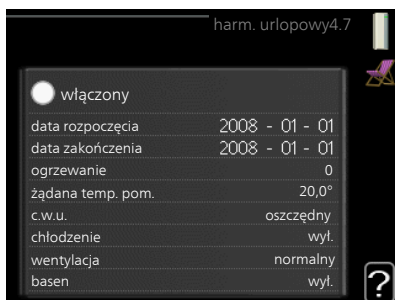 harm. urlopowy4.7
włączony
data rozpoczęcia 2008 - 01 - 01
data zakończenia 2008 - 01 - 01
ogrzewanie 0
żądana temp. pom. 20,0°
c.w.u. oszczędny
chłodzenie wył.
wentylacja normalny
basen wył.
?